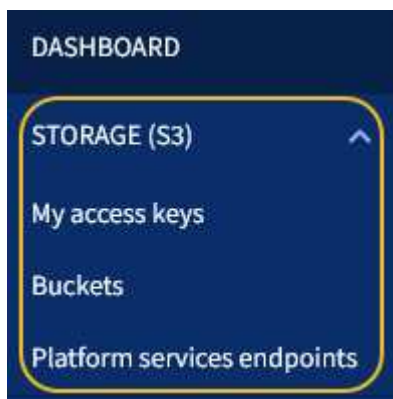 DASHBOARD
STORAGE (S3)
My access keys
Buckets
Platform services endpoints